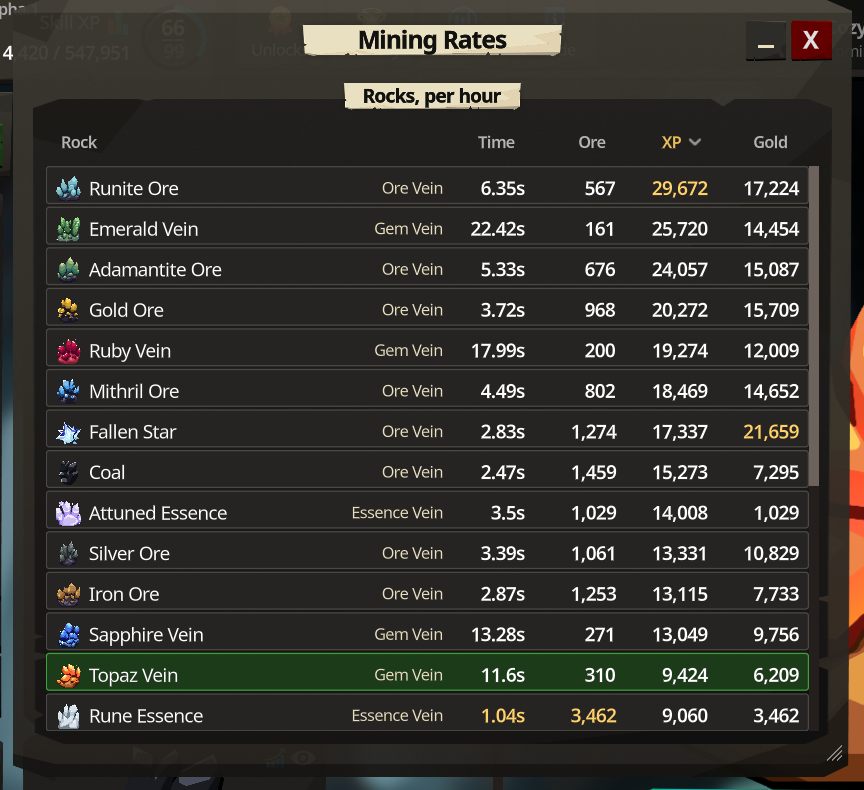 Skill XP
66
99
4,420 / 547,951
Mining Rates
X
Rocks, per hour
Rock Time Ore XP Gold
Runite Ore Ore Vein 6.35s 567 29,672 17,224
Emerald Vein Gem Vein 22.42s 161 25,720 14,454
Adamantite Ore Ore Vein 5.33s 676 24,057 15,087
Gold Ore Ore Vein 3.72s 968 20,272 15,709
Ruby Vein Gem Vein 17.99s 200 19,274 12,009
Mithril Ore Ore Vein 4.49s 802 18,469 14,652
Fallen Star Ore Vein 2.83s 1,274 17,337 21,659
Coal Ore Vein 2.47s 1,459 15,273 7,295
Attuned Essence Essence Vein 3.5s 1,029 14,008 1,029
Silver Ore Ore Vein 3.39s 1,061 13,331 10,829
Iron Ore Ore Vein 2.87s 1,253 13,115 7,733
Sapphire Vein Gem Vein 13.28s 271 13,049 9,756
Topaz Vein Gem Vein 11.6s 310 9,424 6,209
Rune Essence Essence Vein 1.04s 3,462 9,060 3,462